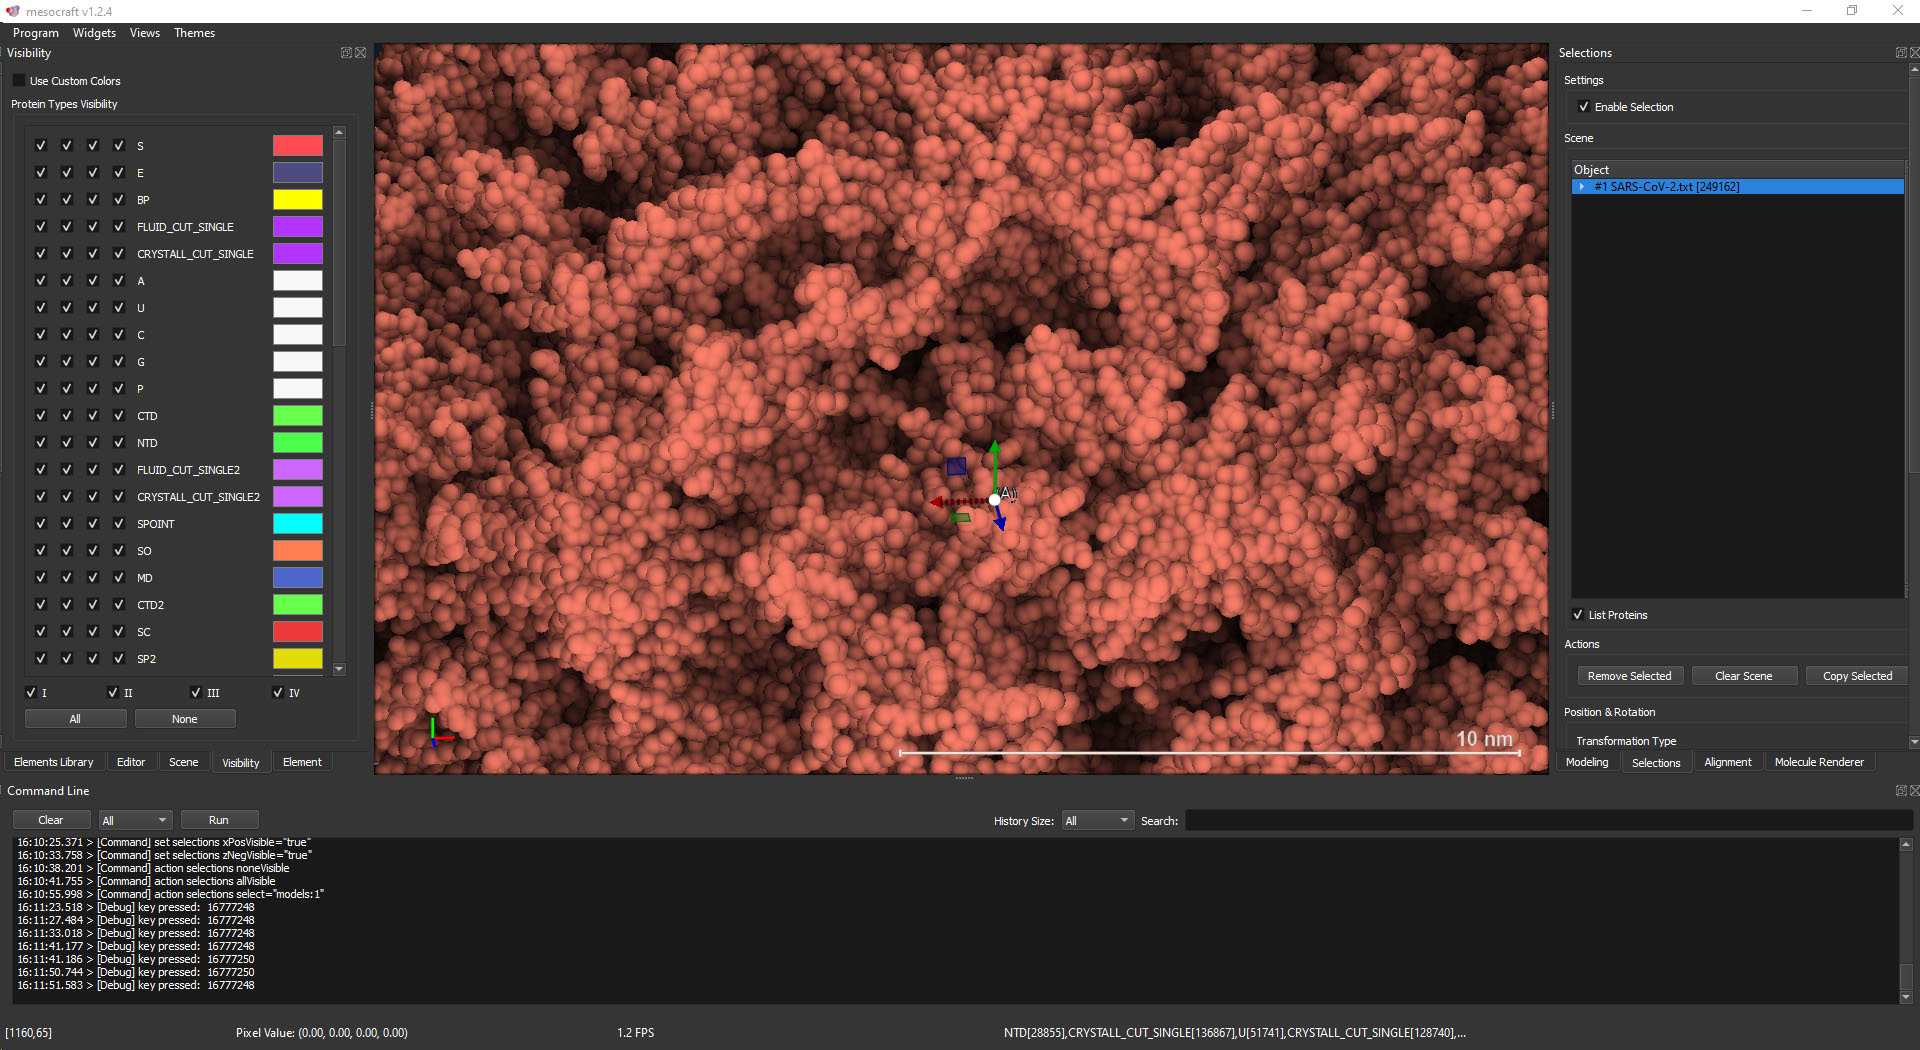 mesocraft v1.2.4
Program Widgets Views Themes
Visibility
Use Custom Colors
Protein Types Visibility
S
E
BP
FLUID_CUT_SINGLE
CRYSTALL_CUT_SINGLE
A
U
C
G
P
CTD
NTD
FLUID_CUT_SINGLE2
CRYSTALL_CUT_SINGLE2
SPOINT
SO
MD
CTD2
SC
SP2
I II III IV
All None
Elements Library Editor Scene Visibility Element
10 nm
Selections
Settings
Enable Selection
Scene
Object
#1 SARS-CoV-2.txt [249162]
List Proteins
Actions
Remove Selected Clear Scene Copy Selected
Position & Rotation
Transformation Type
Modeling Selections Alignment Molecule Renderer
Command Line
Clear All Run History Size: All Search:
16:10:25.371 > [Command] set selections xPosVisible="true"
16:10:33.758 > [Command] set selections zNegVisible="true"
16:10:38.201 > [Command] action selections noneVisible
16:10:41.755 > [Command] action selections allVisible
16:10:55.998 > [Command] action selections select="models:1"
16:11:23.518 > [Debug] key pressed: 16777248
16:11:27.484 > [Debug] key pressed: 16777248
16:11:33.018 > [Debug] key pressed: 16777248
16:11:41.177 > [Debug] key pressed: 16777248
16:11:41.186 > [Debug] key pressed: 16777250
16:11:50.744 > [Debug] key pressed: 16777250
16:11:51.583 > [Debug] key pressed: 16777248
[1160,65] Pixel Value: (0.00, 0.00, 0.00, 0.00) 1.2 FPS NTD[28855],CRYSTALL_CUT_SINGLE[136867],U[51741],CRYSTALL_CUT_SINGLE[128740],...